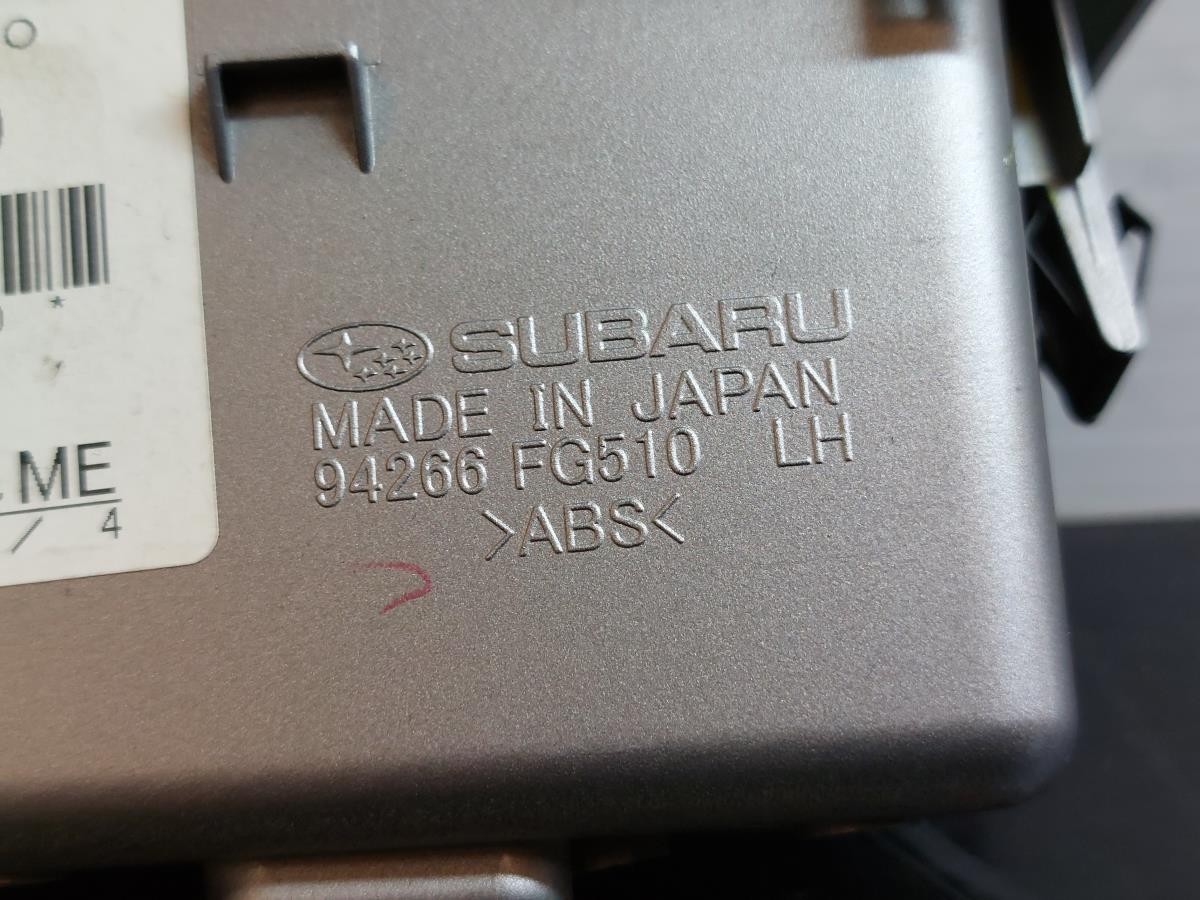 SUBARU
MADE IN JAPAN
94266 FG510 LH
>ABS<
*
ME
/ 4